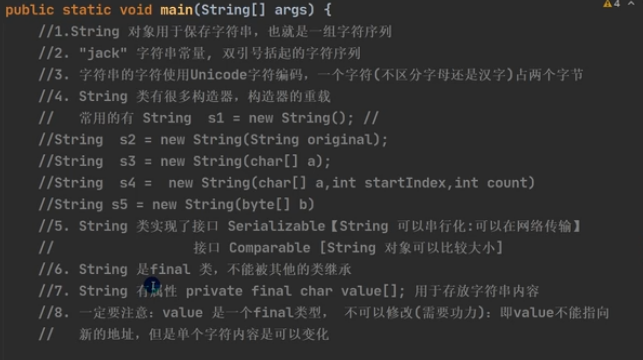 4
public static void main(String[] args) {
//1.String 对象用于保存字符串，也就是一组字符序列
//2. "jack" 字符串常量, 双引号括起的字符序列
//3. 字符串的字符使用Unicode字符编码，一个字符(不区分字母还是汉字)占两个字节
//4. String 类有很多构造器，构造器的重载
//   常用的有 String  s1 = new String(); //
//String  s2 = new String(String original);
//String  s3 = new String(char[] a);
//String  s4 =  new String(char[] a,int startIndex,int count)
//String s5 = new String(byte[] b)
//5. String 类实现了接口 Serializable【String 可以串行化:可以在网络传输】
//                 接口 Comparable [String 对象可以比较大小]
//6. String 是final 类，不能被其他的类继承
//7. String 有属性 private final char value[]; 用于存放字符串内容
//8. 一定要注意：value 是一个final类型， 不可以修改(需要功力)：即value不能指向
//   新的地址，但是单个字符内容是可以变化